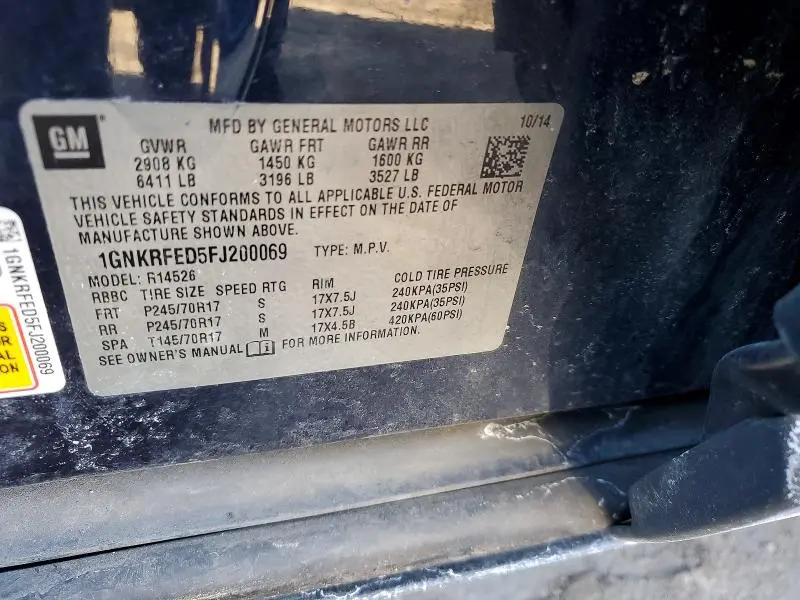 GM
MFD BY GENERAL MOTORS LLC 10/14
GVWR GAWR FRT GAWR RR
2908 KG 1450 KG 1600 KG
6411 LB 3196 LB 3527 LB
THIS VEHICLE CONFORMS TO ALL APPLICABLE U.S. FEDERAL MOTOR
VEHICLE SAFETY STANDARDS IN EFFECT ON THE DATE OF
MANUFACTURE SHOWN ABOVE.
1GNKRFED5FJ200069 TYPE: M.P.V.
MODEL: R14526
RBBC TIRE SIZE SPEED RTG RIM COLD TIRE PRESSURE
FRT P245/70R17 S 17X7.5J 240KPA(35PSI)
RR P245/70R17 S 17X7.5J 240KPA(35PSI)
SPA T145/70R17 M 17X4.5B 420KPA(60PSI)
SEE OWNER'S MANUAL FOR MORE INFORMATION.
1GNKRFED5FJ200069